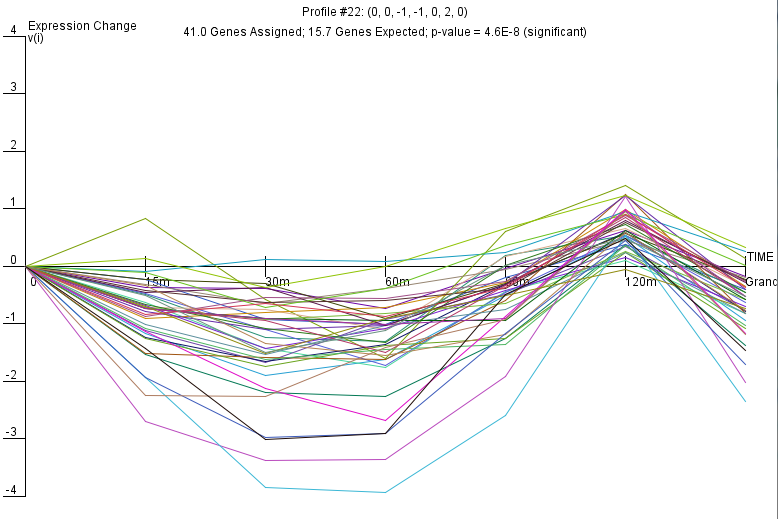 Profile #22: (0, 0, -1, -1, 0, 2, 0)
Expression Change
v(i)
41.0 Genes Assigned; 15.7 Genes Expected; p-value = 4.6E-8 (significant)
4
3
2
1
0
-1
-2
-3
-4
0 15m 30m 60m 90m 120m Grand
TIME